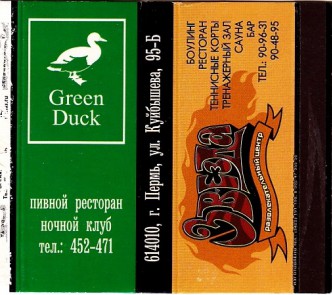 Green
Duck
пивной ресторан
ночной клуб
тел.: 452-471
614010, г. Пермь, ул. Куйбышева, 95-Б
БОУЛИНГ
РЕСТОРАН
ТЕННИСНЫЕ КОРТЫ
ТРЕНАЖЕРНЫЙ ЗАЛ
САУНА
БАР
ТЕЛ.: 90-96-31
90-48-95
РАЗВЛЕКАТЕЛЬНЫЙ ЦЕНТР